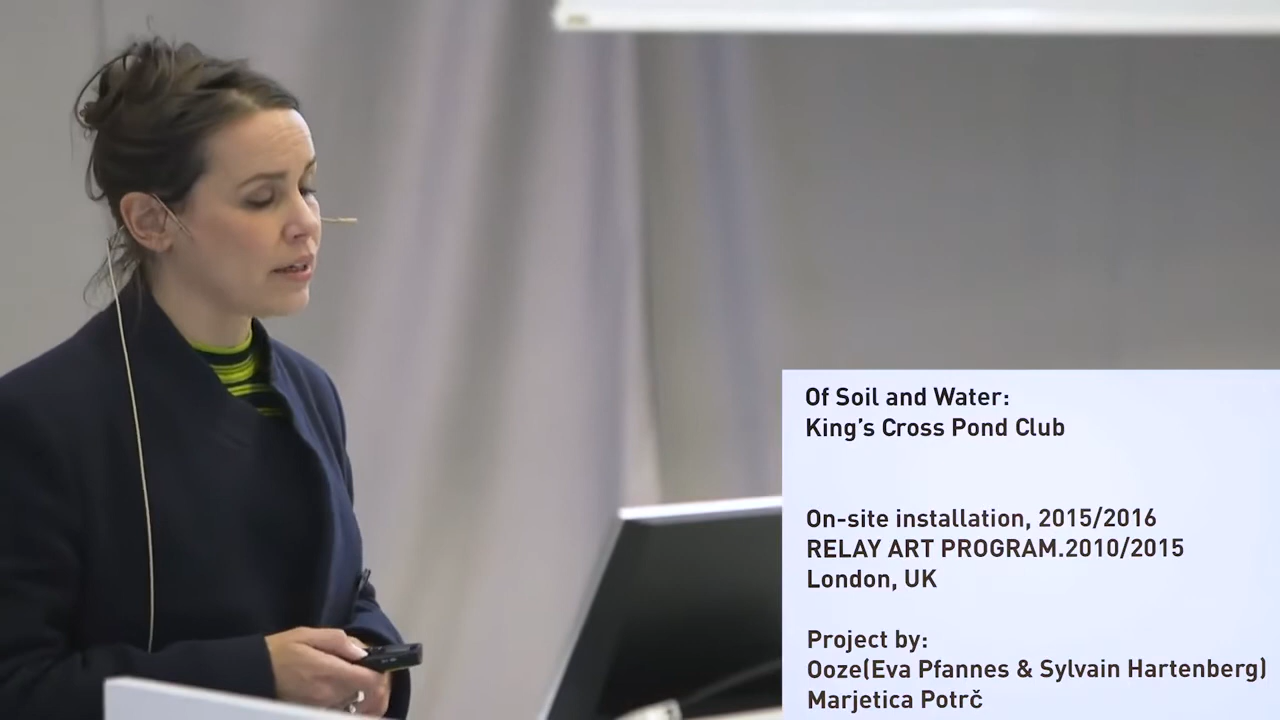 Of Soil and Water:
King's Cross Pond Club
On-site installation, 2015/2016
RELAY ART PROGRAM.2010/2015
London, UK
Project by:
Ooze(Eva Pfannes & Sylvain Hartenberg)
Marjetica Potrč